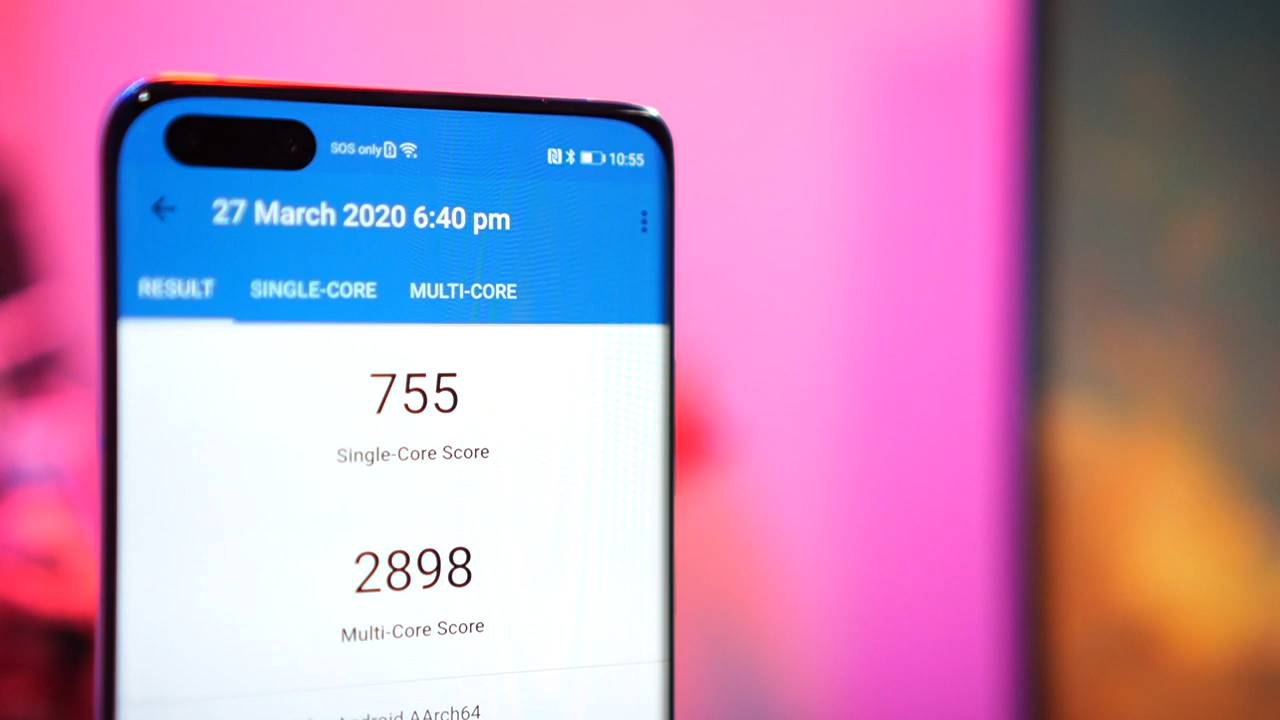 SOS only 10:55
27 March 2020 6:40 pm
RESULT SINGLE-CORE MULTI-CORE
755
Single-Core Score
2898
Multi-Core Score
Android AArch64